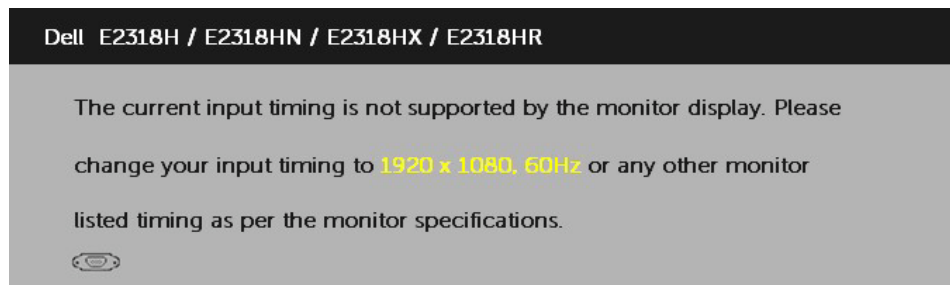 Dell E2318H / E2318HN / E2318HX / E2318HR
The current input timing is not supported by the monitor display. Please
change your input timing to 1920 x 1080, 60Hz or any other monitor
listed timing as per the monitor specifications.